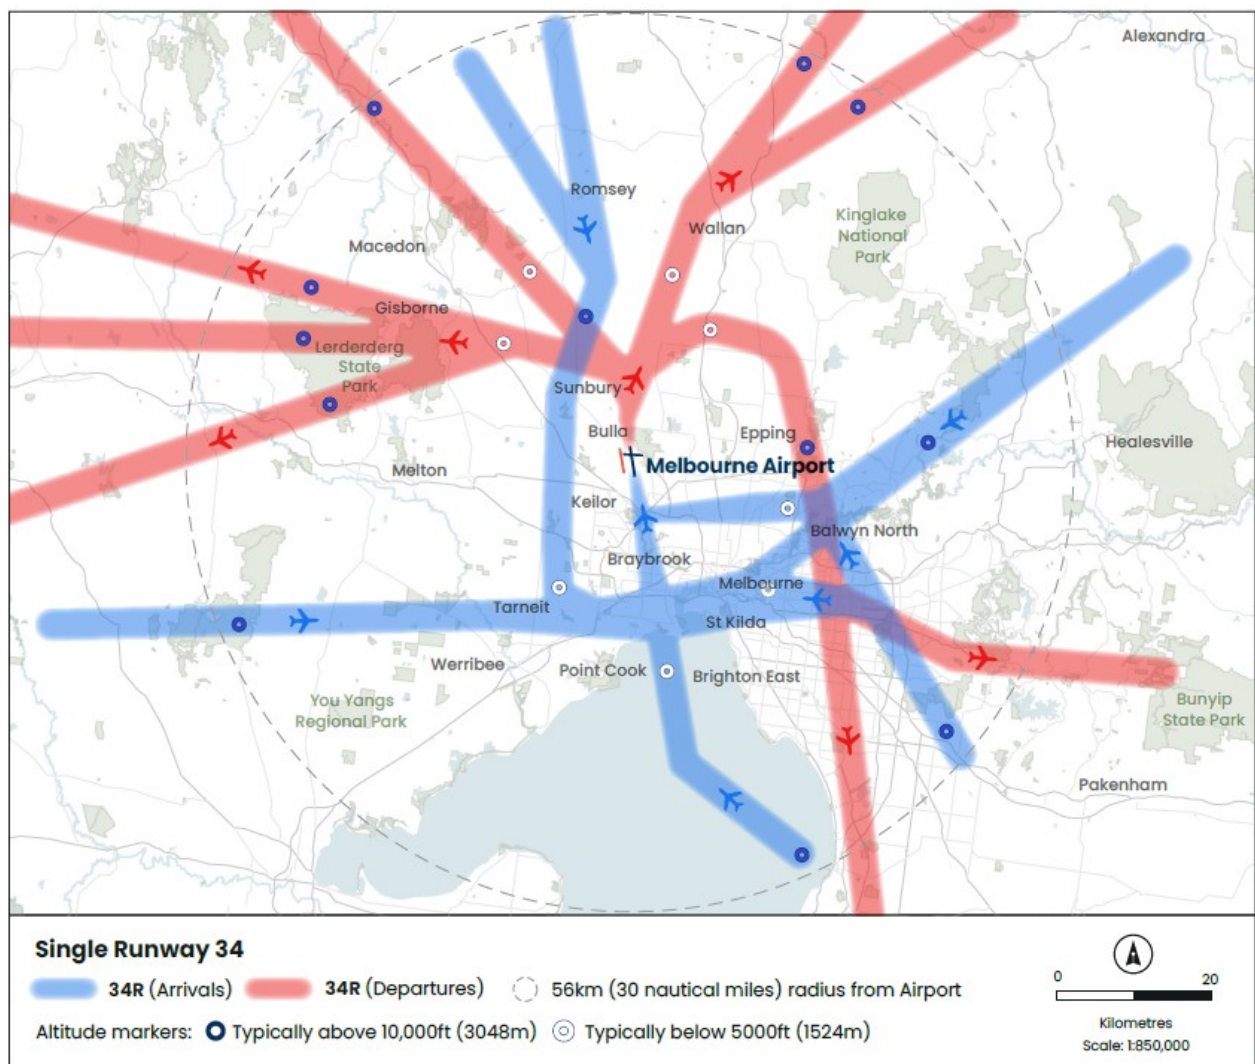 Alexandra
Romsey
Kinglake
National
Park
Wallan
Macedon
Gisborne
Lerderderg
State
Park
Sunbury
Bulla
Epping
Healesville
Melbourne Airport
Melton
Keilor
Balwyn North
Braybrook
Melbourne
Tarneit
St Kilda
Werribee
Point Cook
Brighton East
You Yangs
Regional Park
Bunyip
State Park
Pakenham
Single Runway 34
34R (Arrivals)
34R (Departures)
56km (30 nautical miles) radius from Airport
0
20
Kilometres
Scale: 1:850,000
Altitude markers:
Typically above 10,000ft (3048m)
Typically below 5000ft (1524m)